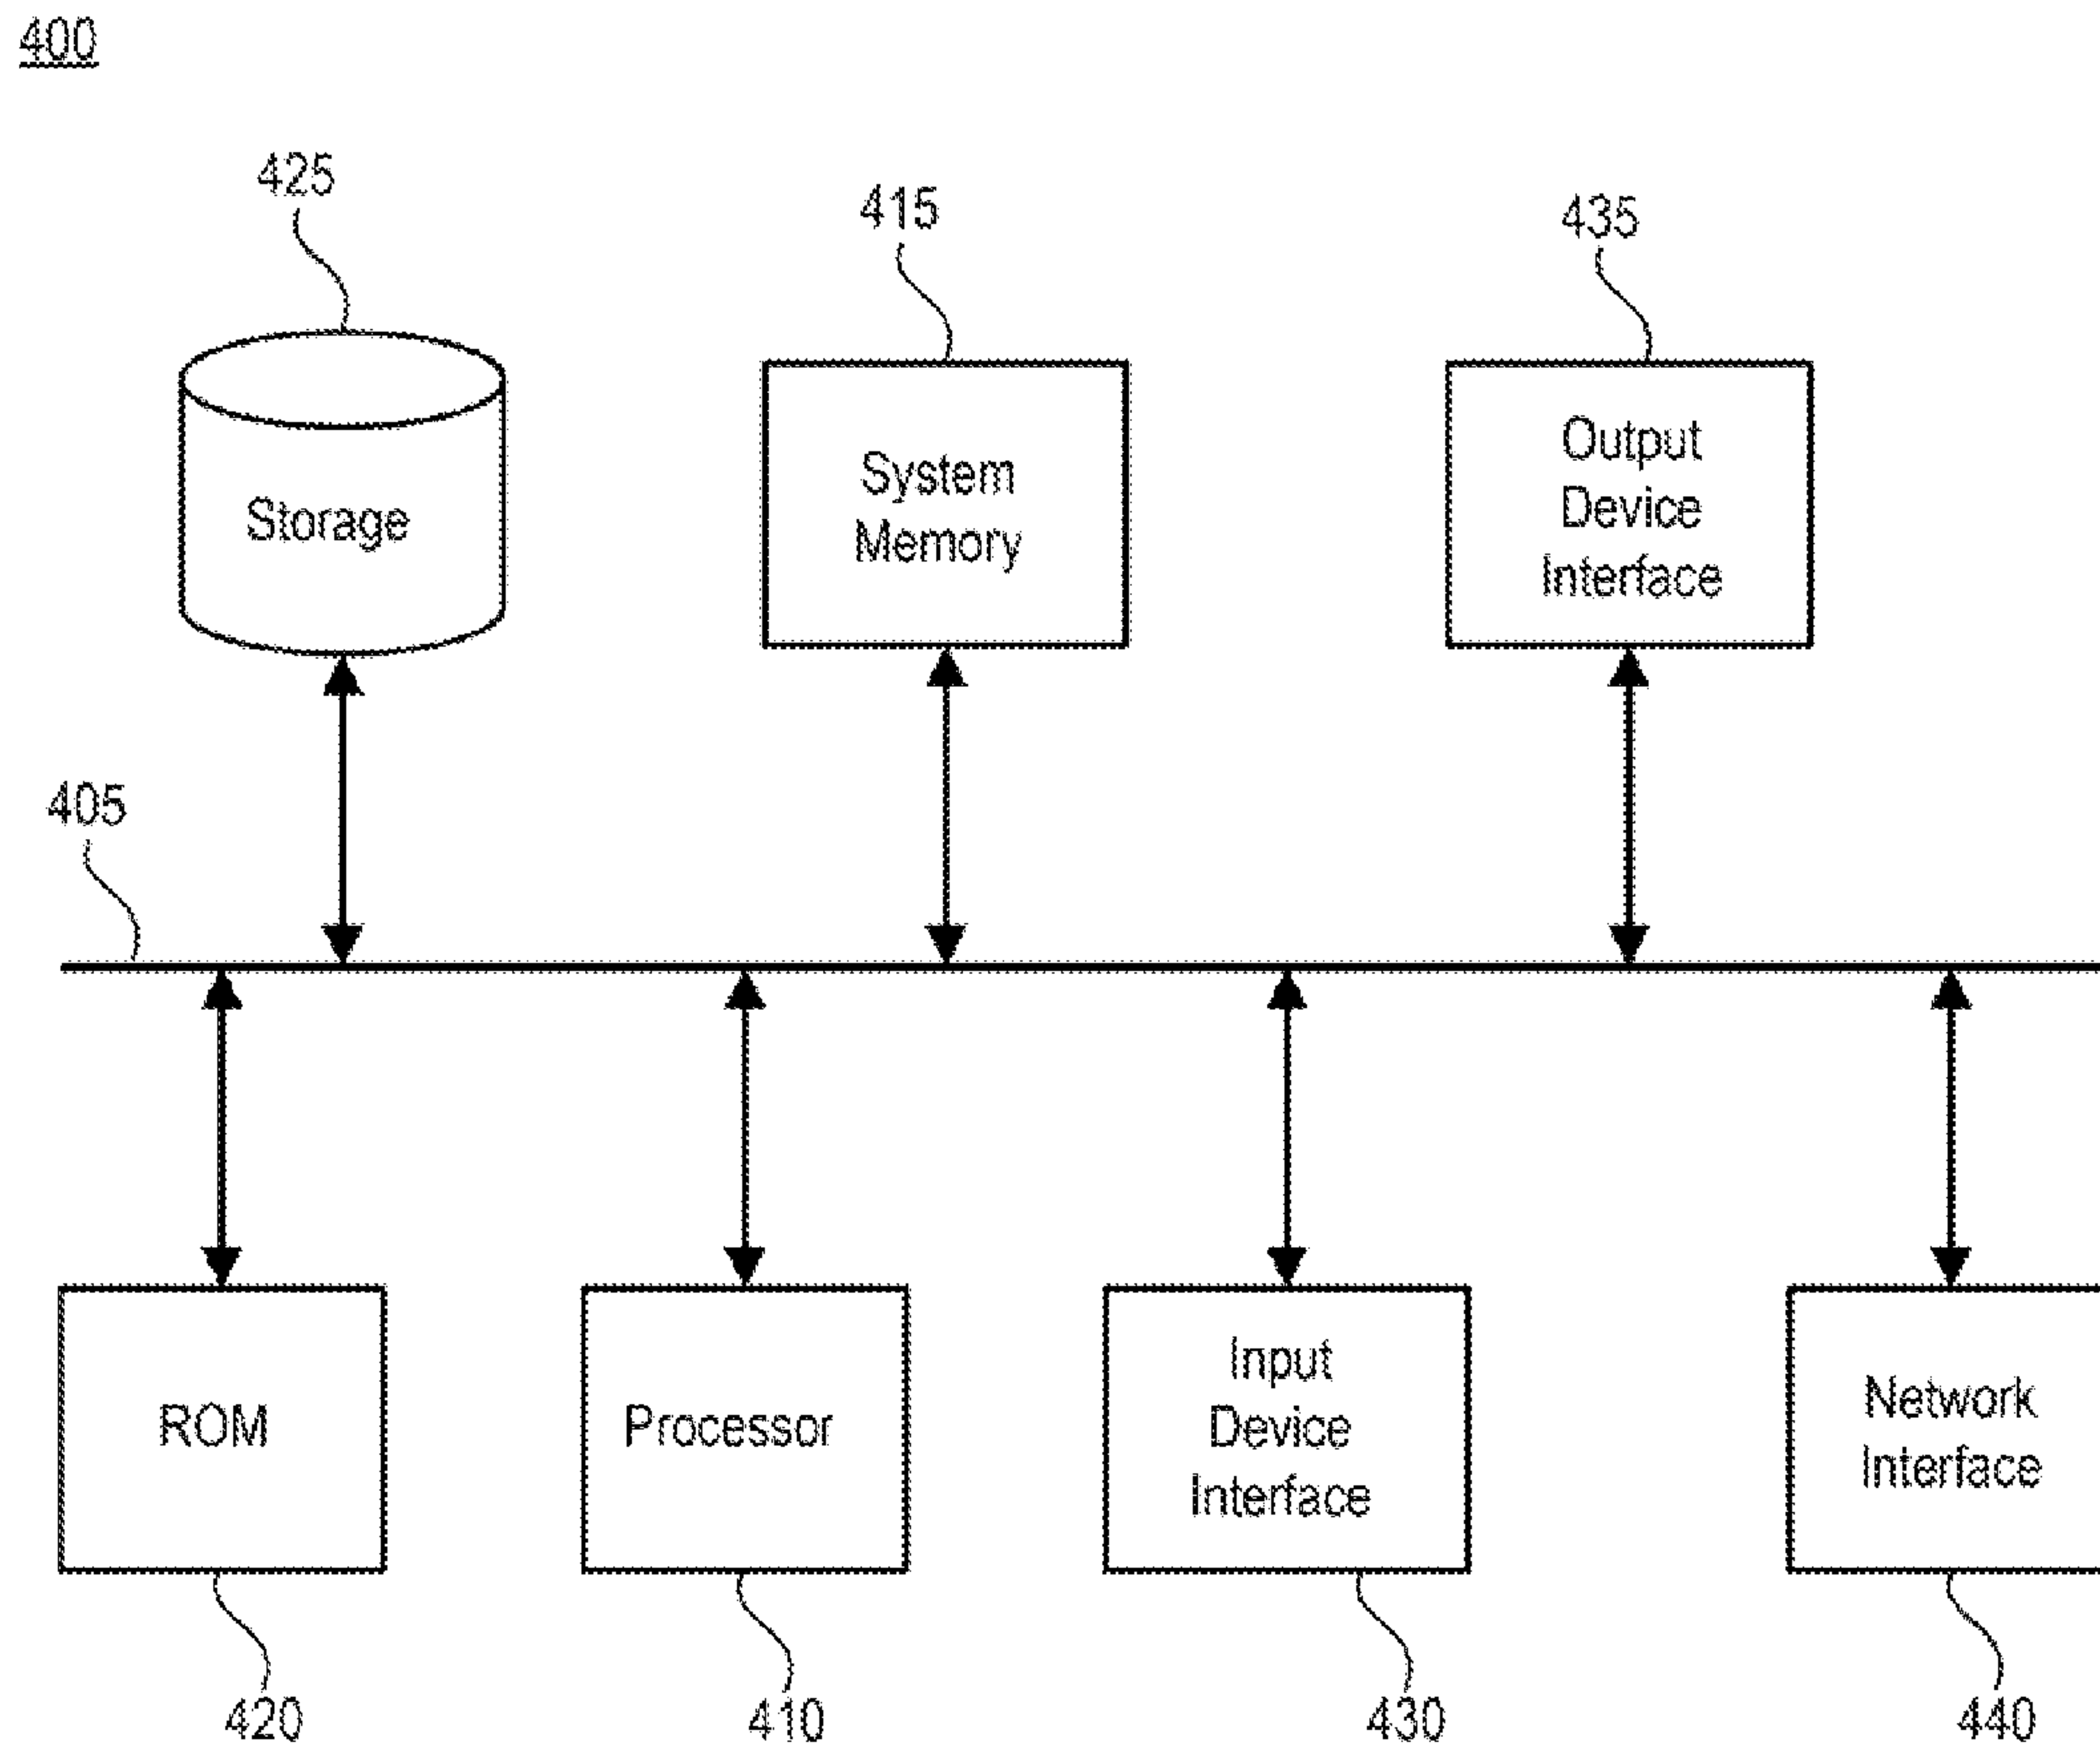 400
425
415
435
Storage
System
Memory
Output
Device
Interface
405
ROM
Processor
Input
Device
Interface
Network
Interface
420
410
430
440